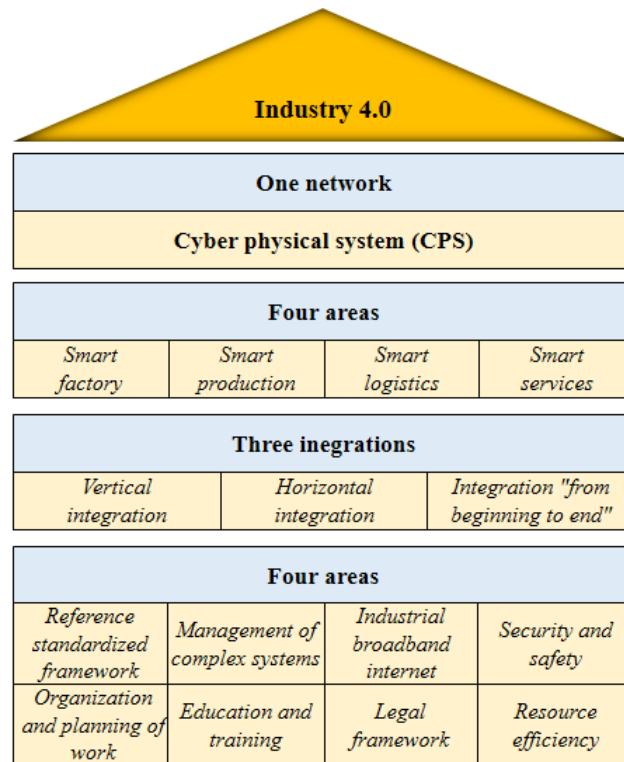 Industry 4.0
One network
Cyber physical system (CPS)
Four areas
Smart
factory
Smart
production
Smart
logistics
Smart
services
Three inegrations
Vertical
integration
Horizontal
integration
Integration "from
beginning to end"
Four areas
Reference
standardized
framework
Management of
complex systems
Industrial
broadband
internet
Security and
safety
Organization
and planning of
work
Education and
training
Legal
framework
Resource
efficiency